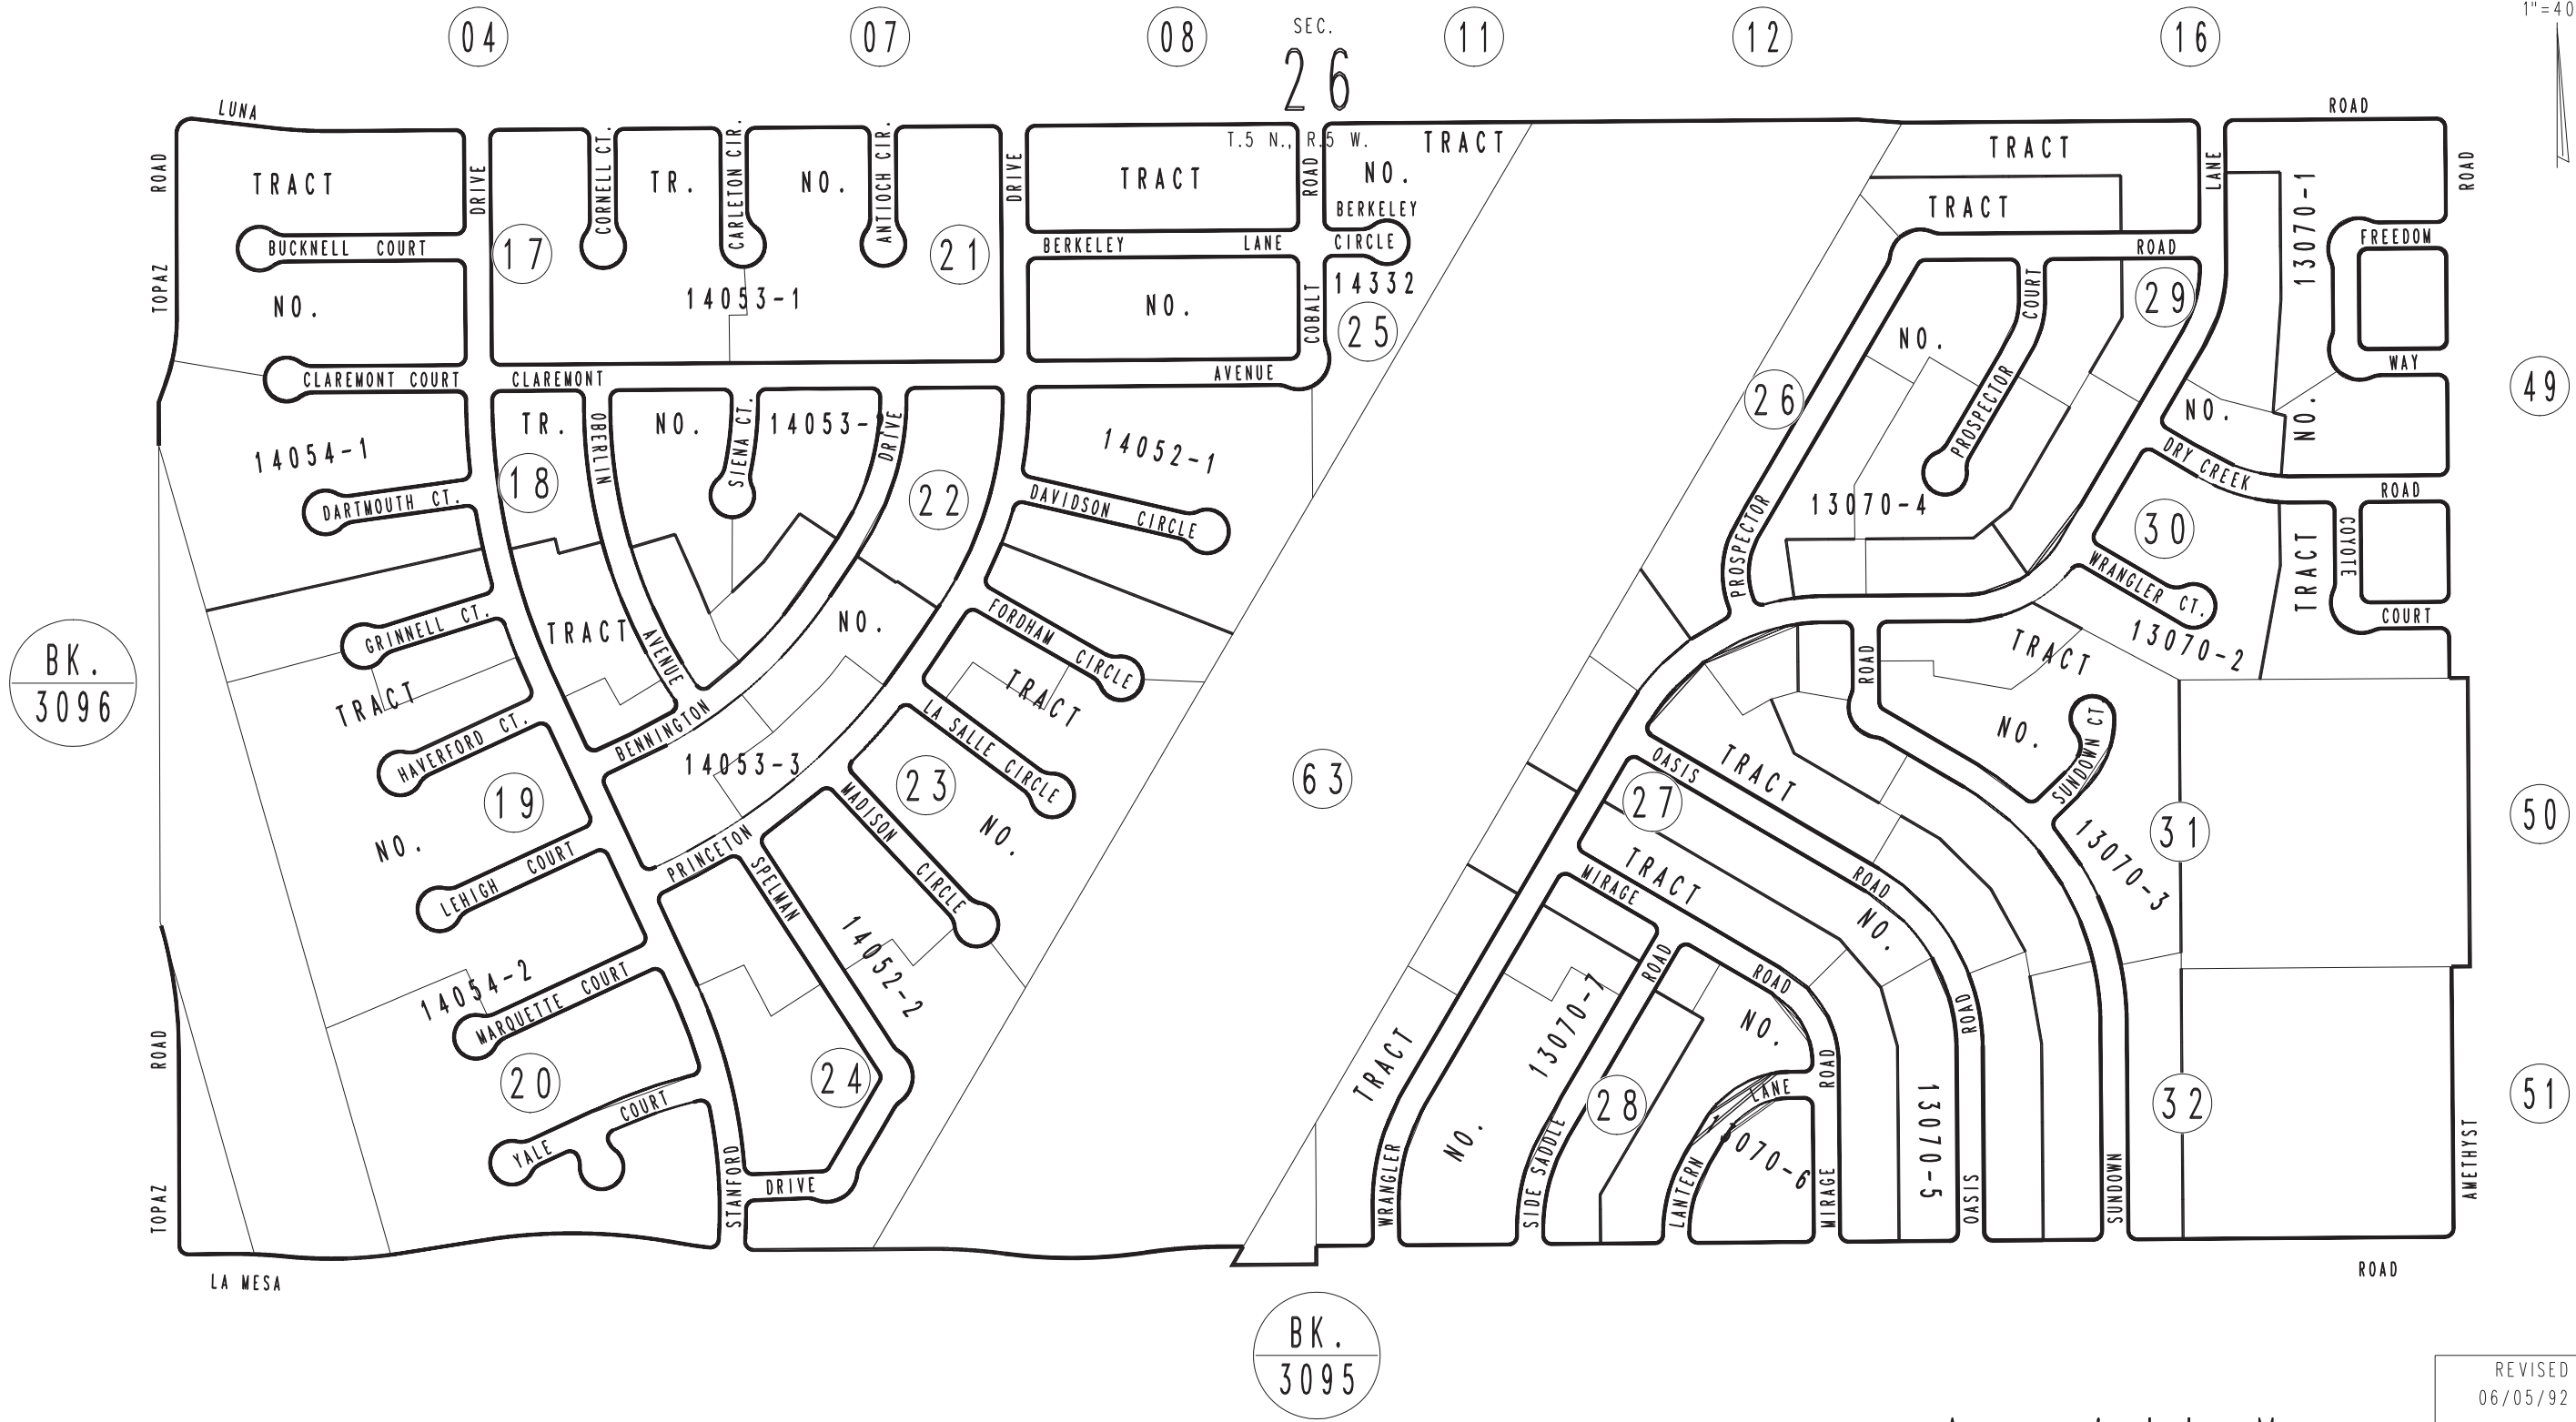 04
07
08
SEC.
26
11
12
16
LUNA
ROAD
T.5 N., R.5 W.
ROAD
TOPAZ
TRACT
BUCKNELL COURT
NO.
DRIVE
17
CORNELL CT.
TR.
CARLETON CIR.
NO.
ANTIOCH CIR.
21
14053-1
DRIVE
TRACT
BERKELEY LANE
NO.
ROAD
COBALT
TRACT
NO.
BERKELEY
CIRCLE
14332
25
TRACT
TRACT
ROAD
LANE
29
COURT
PROSPECTOR
NO.
26
13070-4
PROSPECTOR
13070-1
NO.
TRACT
ROAD
FREEDOM
WAY
49
CLAREMONT COURT
CLAREMONT
AVENUE
14054-1
DARTMOUTH CT.
TR.
18
OBERLIN
AVENUE
NO.
SIENA CT.
14053-
DRIVE
22
14052-1
DAVIDSON CIRCLE
NO.
DRY CREEK
ROAD
30
COYOTE
COURT
WRANGLER CT.
13070-2
GRINNELL CT.
TRACT
NO.
FORDHAM CIRCLE
BK.
3096
TRACT
HAVERFORD CT.
BENNINGTON
14053-3
TRACT
LA SALLE CIRCLE
19
NO.
LEHIGH COURT
PRINCETON
SPELMAN
MADISON CIRCLE
23
NO.
63
ROAD
TRACT
NO.
SUNDOWN CT
13070-3
31
50
OASIS
ROAD
TRACT
27
TRACT
NO.
MIRAGE
ROAD
14054-2
MARQUETTE COURT
14052-2
20
YALE COURT
24
STANFORD
DRIVE
ROAD
TOPAZ
TRACT
NO.
WRANGLER
13070-7
ROAD
SIDE SADDLE
28
NO.
LANE
LANTERN
070-6
ROAD
MIRAGE
13070-5
ROAD
OASIS
SUNDOWN
32
51
AMETHYST
LA MESA
ROAD
BK.
3095
REVISED
06/05/92